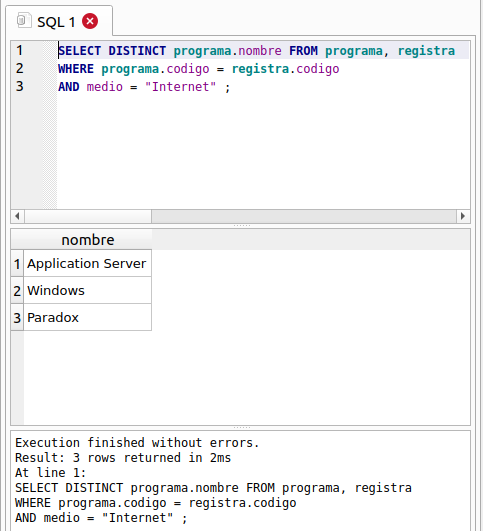 SQL 1
1 SELECT DISTINCT programa.nombre FROM programa, registra
2 WHERE programa.codigo = registra.codigo
3 AND medio = "Internet" ;
nombre
1 Application Server
2 Windows
3 Paradox
Execution finished without errors.
Result: 3 rows returned in 2ms
At line 1:
SELECT DISTINCT programa.nombre FROM programa, registra
WHERE programa.codigo = registra.codigo
AND medio = "Internet" ;